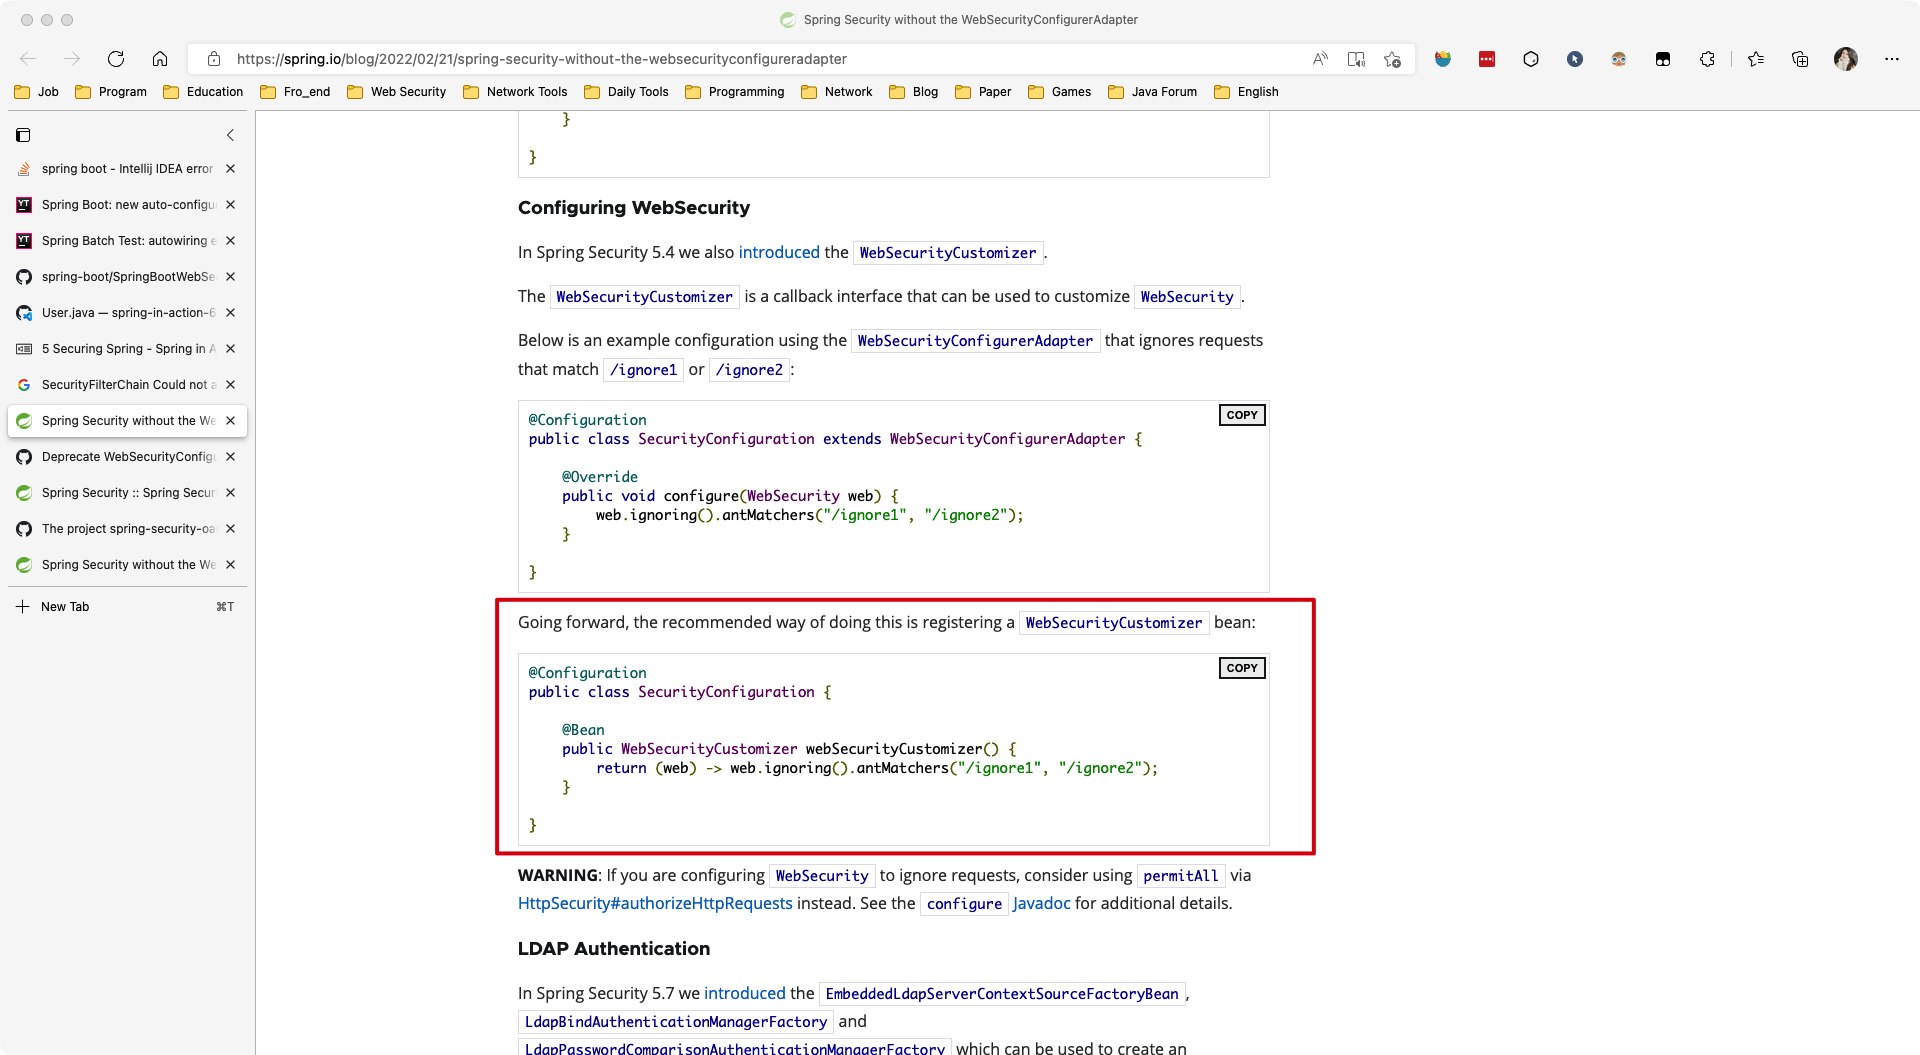 Spring Security without the WebSecurityConfigurerAdapter
https://spring.io/blog/2022/02/21/spring-security-without-the-websecurityconfigureradapter
Job Program Education Fro_end Web Security Network Tools Daily Tools Programming Network Blog Paper Games Java Forum English
spring boot - Intellij IDEA error
Spring Boot: new auto-configu
Spring Batch Test: autowiring e
spring-boot/SpringBootWebSe
User.java — spring-in-action-6
5 Securing Spring - Spring in A
SecurityFilterChain Could not a
Spring Security without the We
Deprecate WebSecurityConfigu
Spring Security :: Spring Secur
The project spring-security-oa
Spring Security without the We
New Tab ⌘T
}
}
Configuring WebSecurity
In Spring Security 5.4 we also introduced the WebSecurityCustomizer.
The WebSecurityCustomizer is a callback interface that can be used to customize WebSecurity.
Below is an example configuration using the WebSecurityConfigurerAdapter that ignores requests
that match /ignore1 or /ignore2:
COPY
@Configuration
public class SecurityConfiguration extends WebSecurityConfigurerAdapter {
@Override
public void configure(WebSecurity web) {
web.ignoring().antMatchers("/ignore1", "/ignore2");
}
}
Going forward, the recommended way of doing this is registering a WebSecurityCustomizer bean:
COPY
@Configuration
public class SecurityConfiguration {
@Bean
public WebSecurityCustomizer webSecurityCustomizer() {
return (web) -> web.ignoring().antMatchers("/ignore1", "/ignore2");
}
}
WARNING: If you are configuring WebSecurity to ignore requests, consider using permitAll via
HttpSecurity#authorizeHttpRequests instead. See the configure Javadoc for additional details.
LDAP Authentication
In Spring Security 5.7 we introduced the EmbeddedLdapServerContextSourceFactoryBean,
LdapBindAuthenticationManagerFactory and
LdapPasswordComparisonAuthenticationManagerFactory which can be used to create an